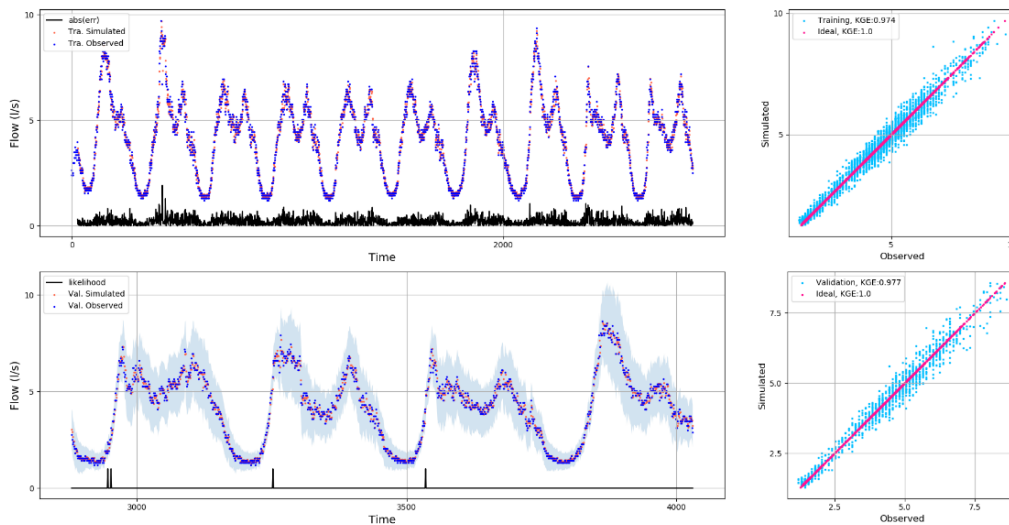 abs(err)
Tra. Simulated
Tra. Observed
10
5
0
Flow (l/s)
0
2000
Time
Training, KGE:0.974
Ideal, KGE:1.0
10
5
Simulated
5
Observed
likelihood
Val. Simulated
Val. Observed
10
5
0
Flow (l/s)
3000
3500
4000
Time
Validation, KGE:0.977
Ideal, KGE:1.0
7.5
5.0
2.5
Simulated
2.5
5.0
7.5
Observed